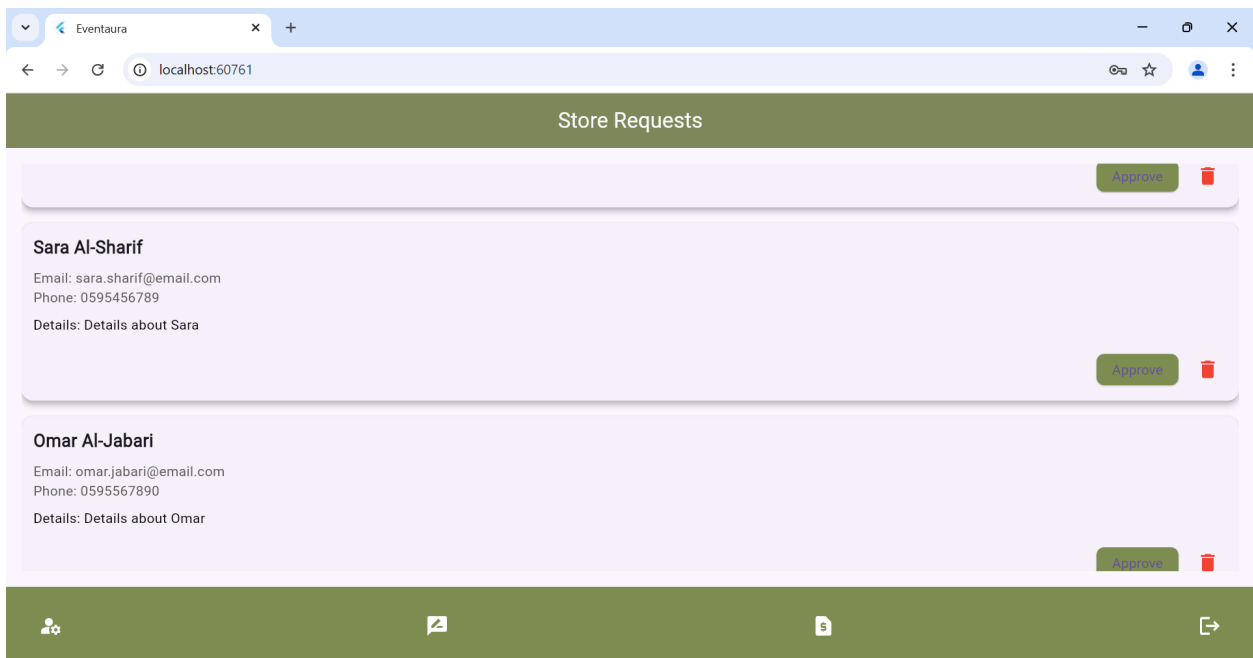 Eventaura
localhost:60761
Store Requests
Approve
Sara Al-Sharif
Email: sara.sharif@email.com
Phone: 0595456789
Details: Details about Sara
Approve
Omar Al-Jabari
Email: omar.jabari@email.com
Phone: 0595567890
Details: Details about Omar
Approve